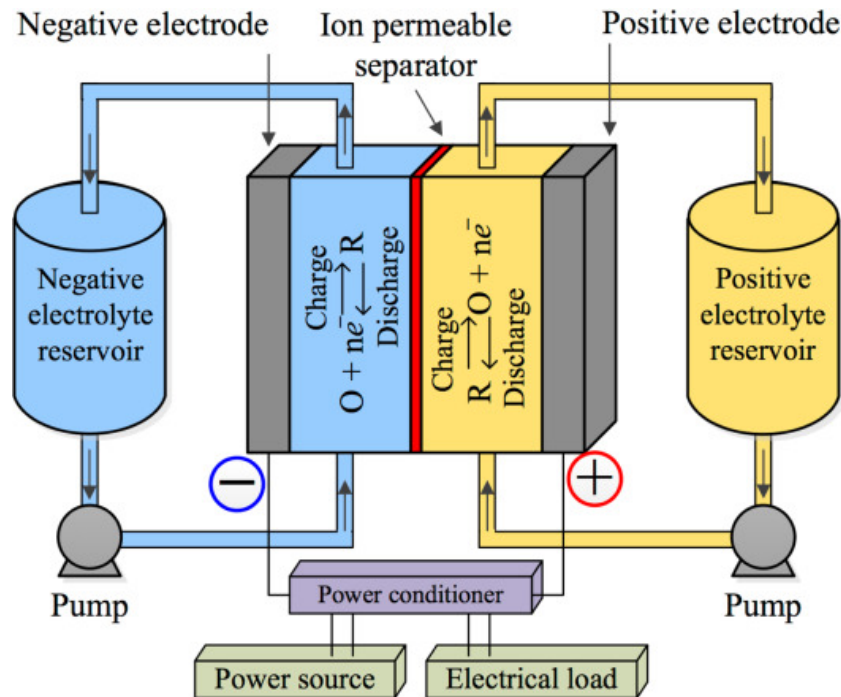 Negative electrode
Ion permeable
separator
Positive electrode
Negative
electrolyte
reservoir
Charge
O + ne⁻ ⇄ R
Discharge
Charge
R ⇄ O + ne⁻
Discharge
Positive
electrolyte
reservoir
−
+
Pump
Power conditioner
Pump
Power source
Electrical load